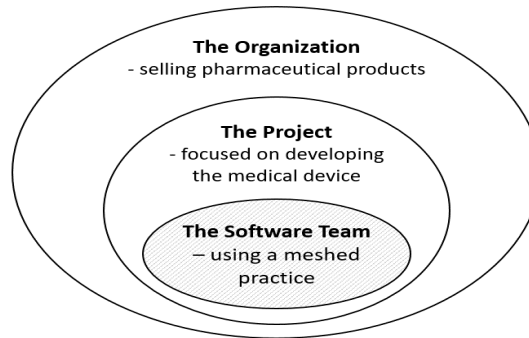 The Organization
- selling pharmaceutical products
The Project
- focused on developing
the medical device
The Software Team
– using a meshed
practice